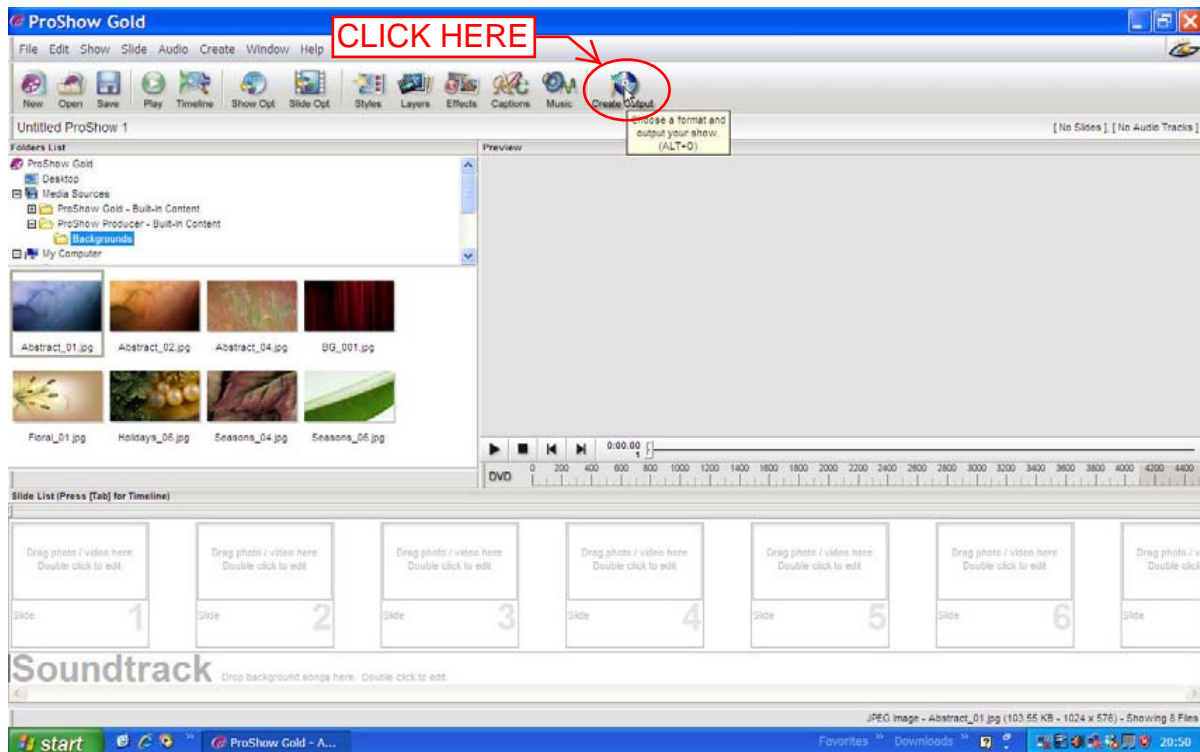 ProShow Gold
CLICK HERE
File Edit Show Slide Audio Create Window Help
New Open Save Play Timeline Show Opt Slide Opt Styles Layers Effects Captions Music Create Output
Choose a format and
output your show.
(ALT+O)
Untitled ProShow 1
[ No Slides ], [ No Audio Tracks ]
Folders List
ProShow Gold
Desktop
Media Sources
ProShow Gold - Built-In Content
ProShow Producer - Built-In Content
Backgrounds
My Computer
Preview
Abstract_01.jpg Abstract_02.jpg Abstract_04.jpg BG_001.jpg
Floral_01.jpg Holidays_06.jpg Seasons_04.jpg Seasons_06.jpg
0:00.00
1
DVD 0 200 400 600 800 1000 1200 1400 1600 1800 2000 2200 2400 2600 2800 3000 3200 3400 3600 3800 4000 4200 4400
Slide List (Press [Tab] for Timeline)
Drag photo / video here Drag photo / video here Drag photo / video here Drag photo / video here Drag photo / video here Drag photo / video here Drag photo / v
Double click to edit Double click to edit Double click to edit Double click to edit Double click to edit Double click to edit Double click
Slide 1 Slide 2 Slide 3 Slide 4 Slide 5 Slide 6 Slide
Soundtrack Drop background songs here. Double click to edit.
JPEG Image - Abstract_01.jpg (103.55 KB - 1024 x 576) - Showing 8 Files
start ProShow Gold - A... Favorites Downloads 20:50